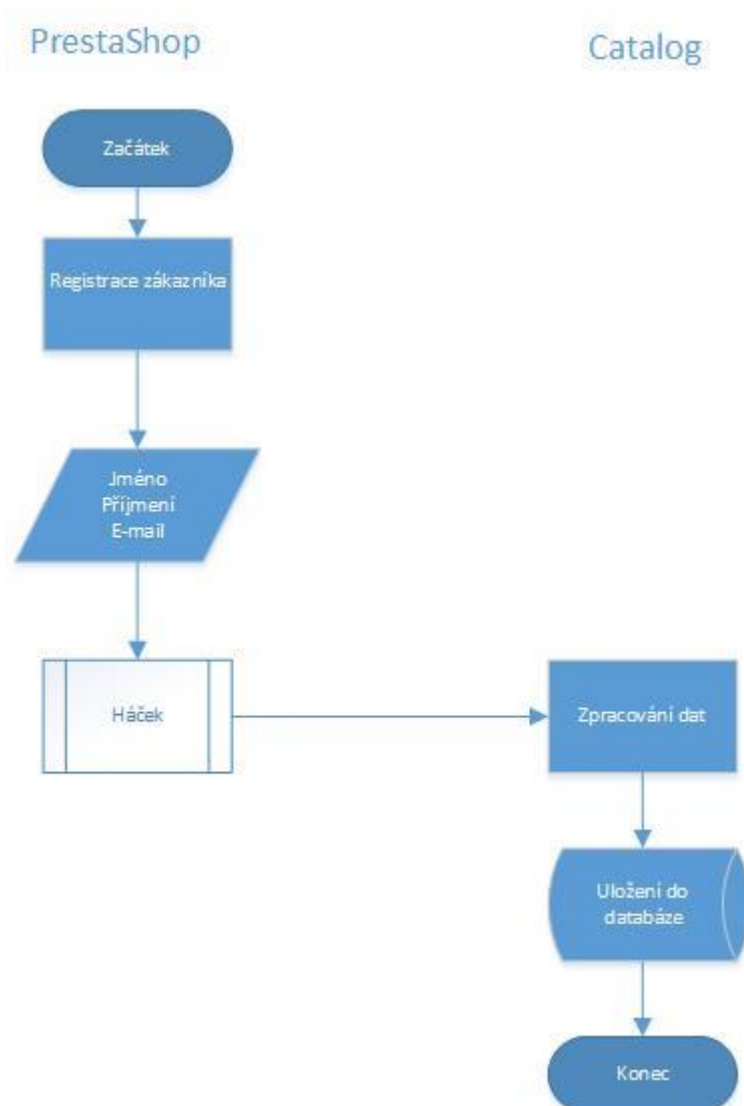 PrestaShop
Catalog
Začátek
Registrace zákazníka
Jméno
Příjmení
E-mail
Háček
Zpracování dat
Uložení do
databáze
Konec